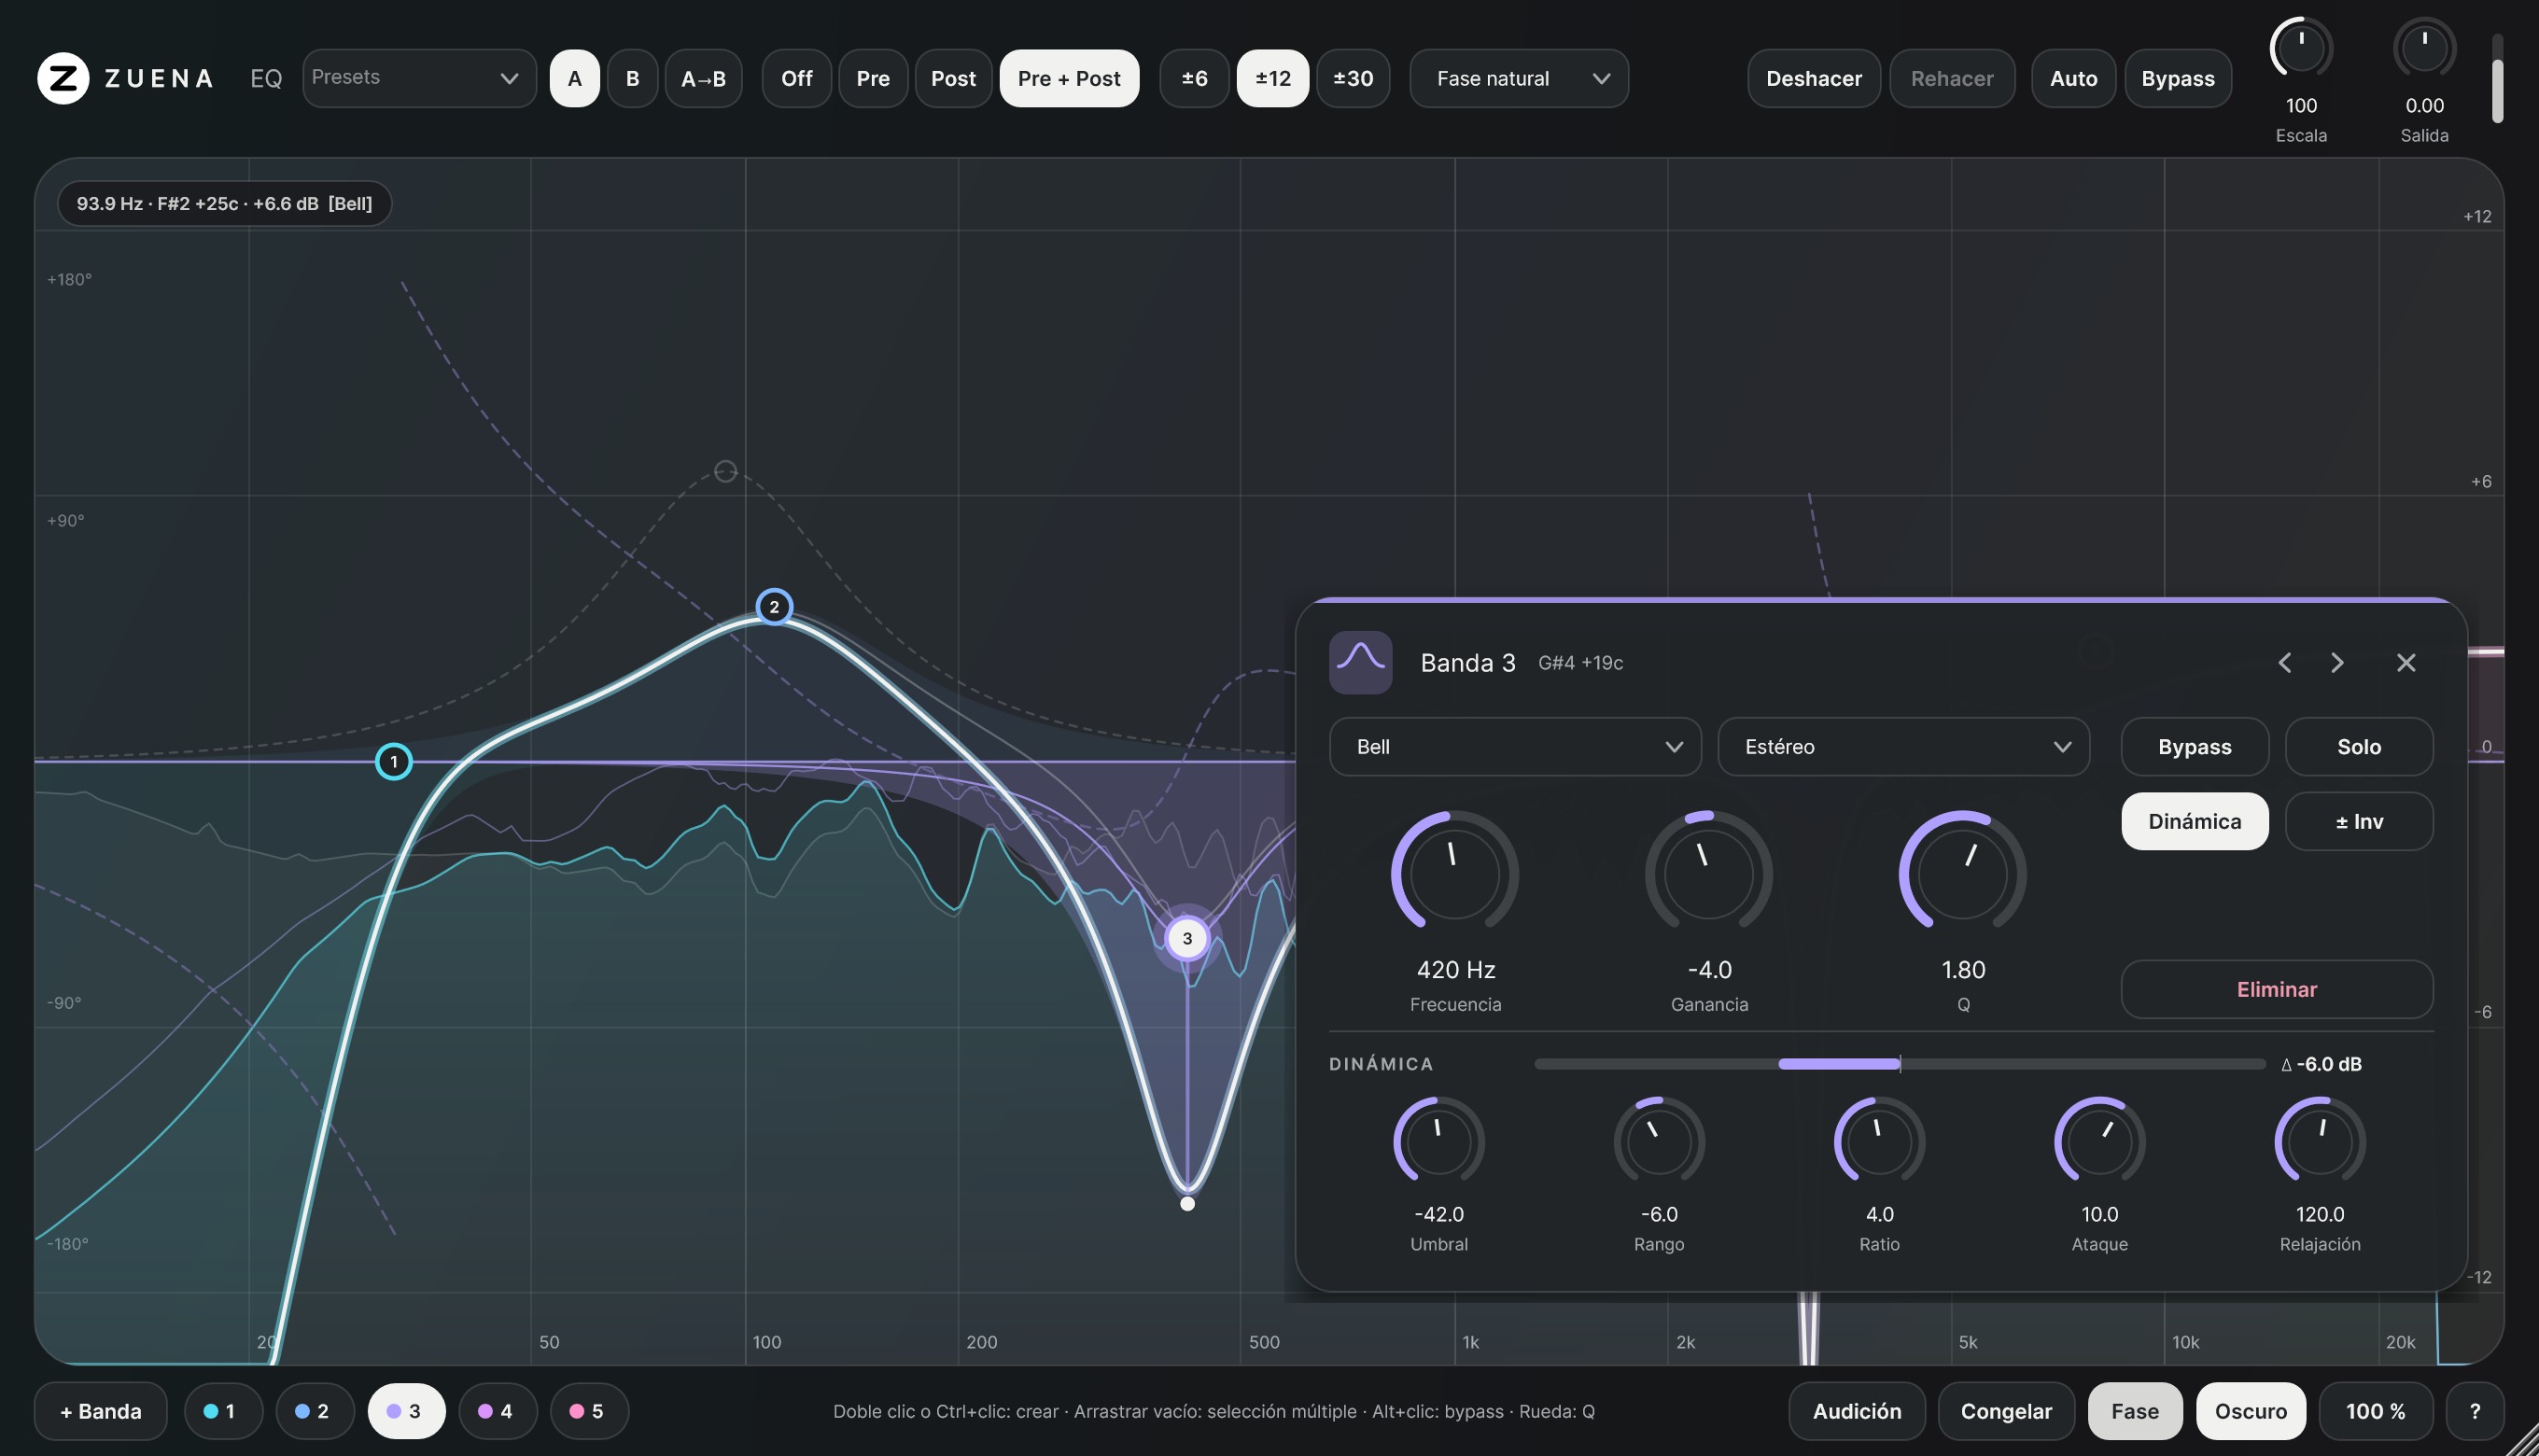 Z ZUENA EQ Presets A B A→B Off Pre Post Pre + Post ±6 ±12 ±30 Fase natural Deshacer Rehacer Auto Bypass
100 0.00
Escala Salida
93.9 Hz · F#2 +25c · +6.6 dB [Bell]
+12
+180°
+6
+90°
2
Banda 3 G#4 +19c
Bell Estéreo Bypass Solo
0
1
Dinámica ± Inv
3
420 Hz -4.0 1.80
Frecuencia Ganancia Q
Eliminar
-90°
-6
DINÁMICA Δ -6.0 dB
-42.0 -6.0 4.0 10.0 120.0
Umbral Rango Ratio Ataque Relajación
-180°
-12
20 50 100 200 500 1k 2k 5k 10k 20k
+ Banda 1 2 3 4 5 Doble clic o Ctrl+clic: crear · Arrastrar vacío: selección múltiple · Alt+clic: bypass · Rueda: Q Audición Congelar Fase Oscuro 100 % ?